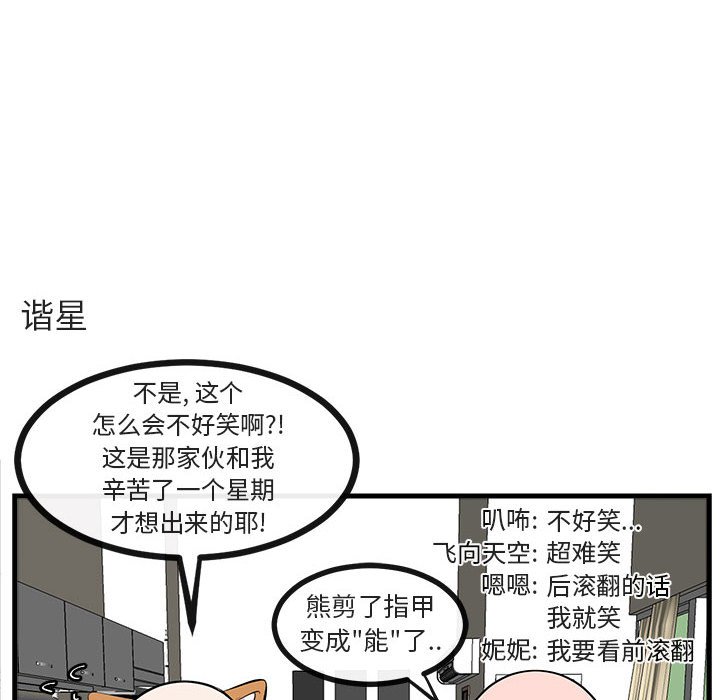 谐星
不是, 这个
怎么会不好笑啊?!
这是那家伙和我
辛苦了一个星期
才想出来的耶!
叭咘: 不好笑...
飞向天空: 超难笑
嗯嗯: 后滚翻的话
我就笑
妮妮: 我要看前滚翻
熊剪了指甲
变成"能"了..